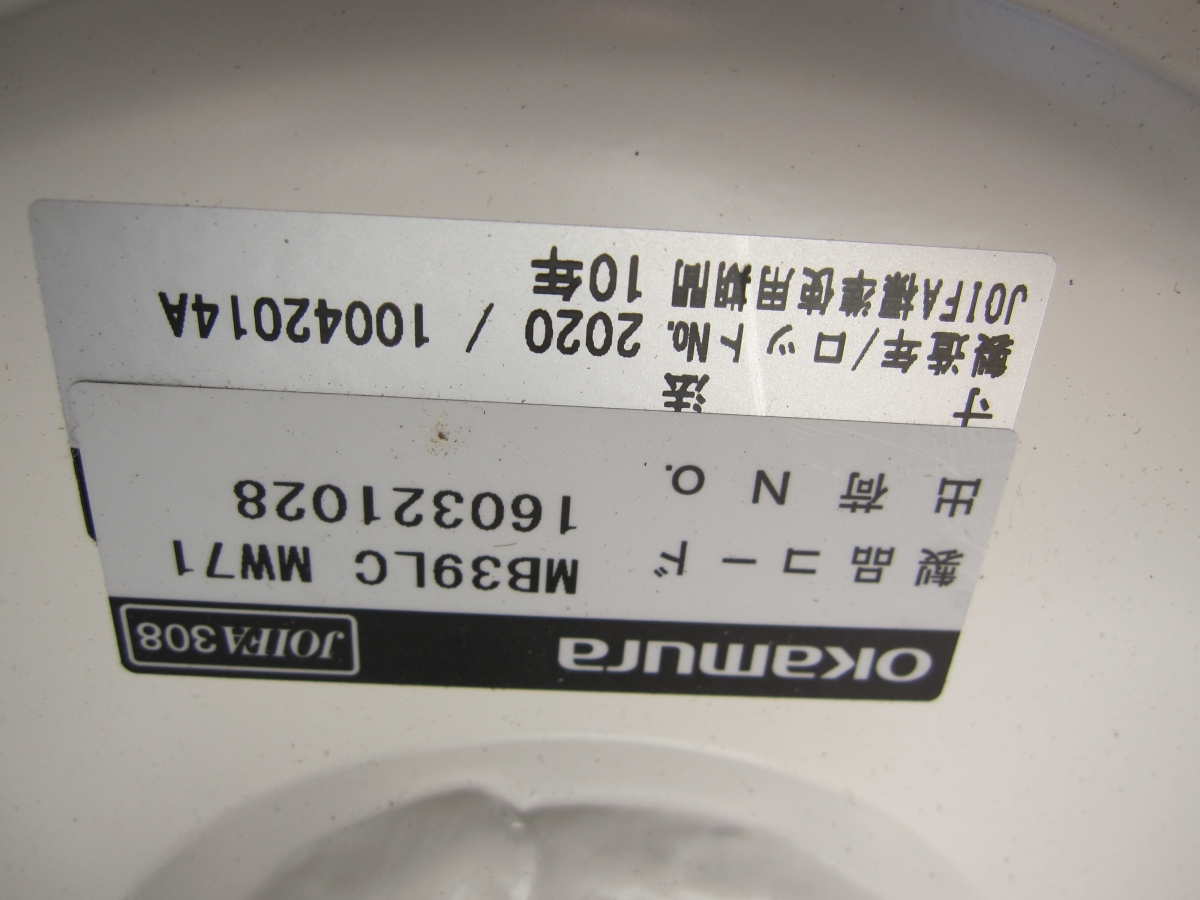 okamura JOIFA308
製品コード MB39LC MW71
出荷No. 160321028
寸法
製造年/ロットNo. 2020 / 10042014A
JOIFA標準使用期間 10年